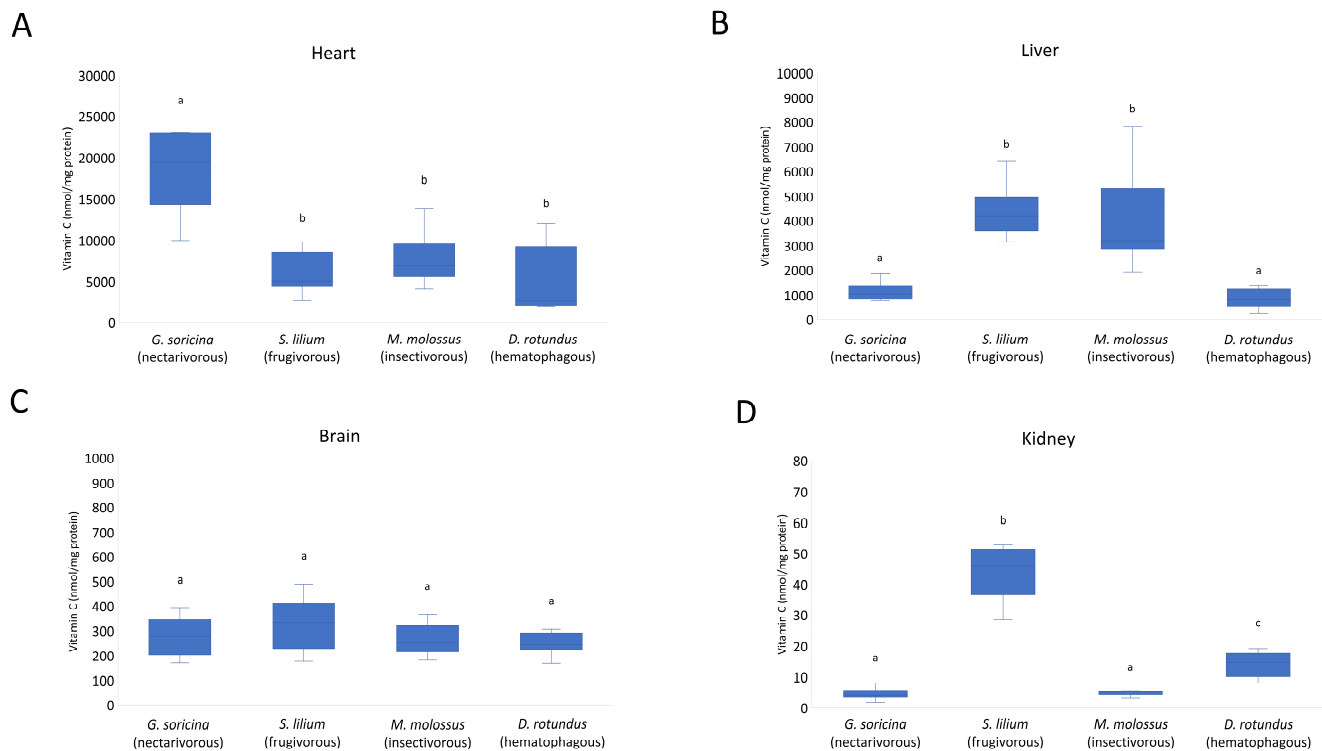 A
Heart
Vitamin C (nmol/mg protein)
30000
25000
20000
15000
10000
5000
0
a
b
b
b
G. soricina
(nectarivorous)
S. lilium
(frugivorous)
M. molossus
(insectivorous)
D. rotundus
(hematophagous)
B
Liver
Vitamin C (nmol/mg protein)
10000
9000
8000
7000
6000
5000
4000
3000
2000
1000
0
a
b
b
a
G. soricina
(nectarivorous)
S. lilium
(frugivorous)
M. molossus
(insectivorous)
D. rotundus
(hematophagous)
C
Brain
Vitamin C (nmol/mg protein)
1000
900
800
700
600
500
400
300
200
100
0
a
a
a
a
G. soricina
(nectarivorous)
S. lilium
(frugivorous)
M. molossus
(insectivorous)
D. rotundus
(hematophagous)
D
Kidney
Vitamin C (nmol/mg protein)
80
70
60
50
40
30
20
10
0
a
b
a
c
G. soricina
(nectarivorous)
S. lilium
(frugivorous)
M. molossus
(insectivorous)
D. rotundus
(hematophagous)